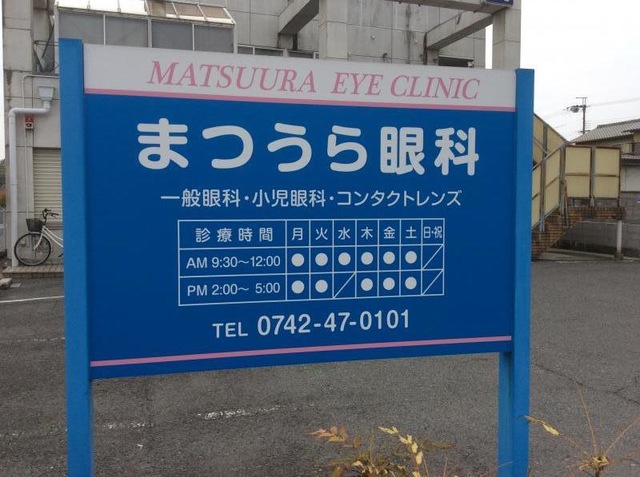 MATSUURA EYE CLINIC
まつうら眼科
一般眼科・小児眼科・コンタクトレンズ
診療時間 月 火 水 木 金 土 日・祝
AM 9:30〜12:00 ● ● ● ● ● ● ／
PM 2:00〜 5:00 ● ● ／ ● ● ● ／
TEL 0742-47-0101